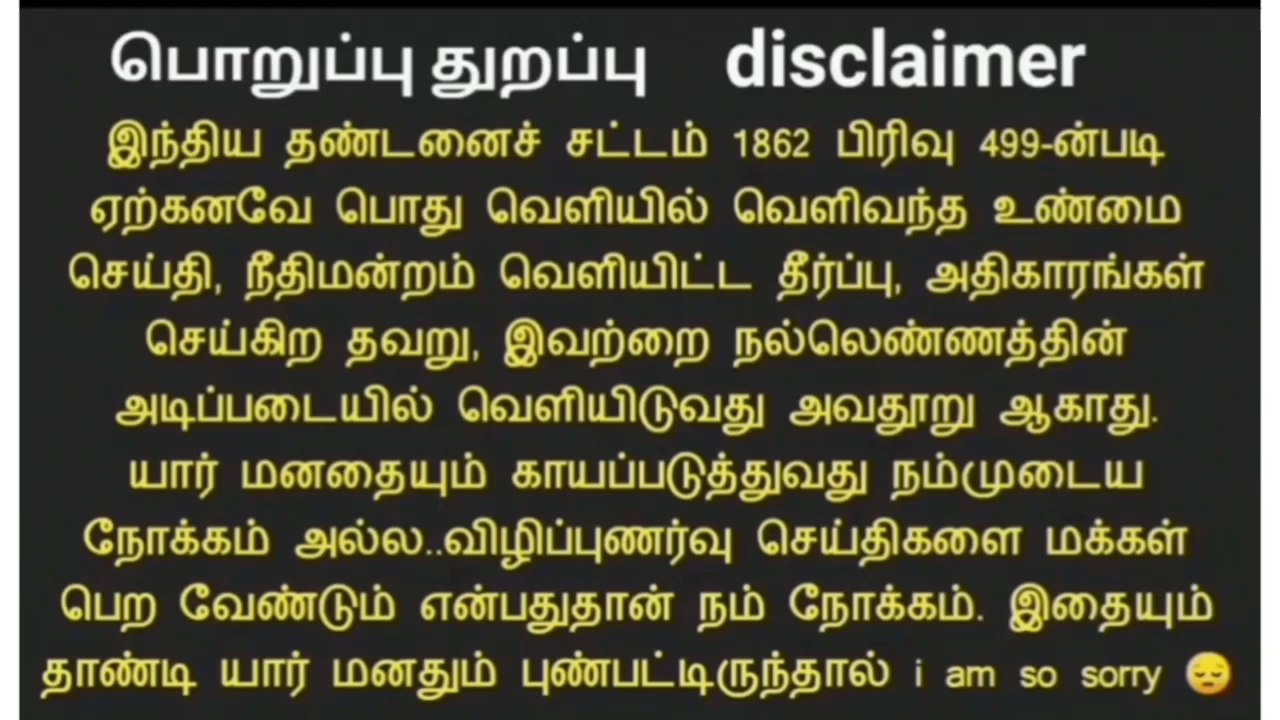 பொறுப்பு துறப்பு disclaimer
இந்திய தண்டனைச் சட்டம் 1862 பிரிவு 499-ன்படி
ஏற்கனவே பொது வெளியில் வெளிவந்த உண்மை
செய்தி, நீதிமன்றம் வெளியிட்ட தீர்ப்பு, அதிகாரங்கள்
செய்கிற தவறு, இவற்றை நல்லெண்ணத்தின்
அடிப்படையில் வெளியிடுவது அவதூறு ஆகாது.
யார் மனதையும் காயப்படுத்துவது நம்முடைய
நோக்கம் அல்ல..விழிப்புணர்வு செய்திகளை மக்கள்
பெற வேண்டும் என்பதுதான் நம் நோக்கம். இதையும்
தாண்டி யார் மனதும் புண்பட்டிருந்தால் i am so sorry 😔